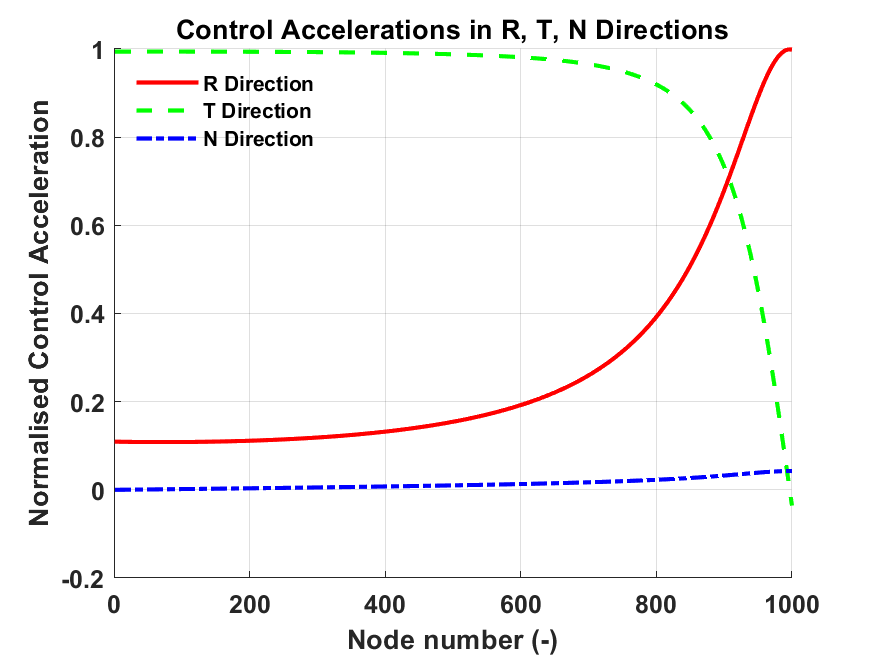 Control Accelerations in R, T, N Directions
Normalised Control Acceleration
1
0.8
0.6
0.4
0.2
0
-0.2
R Direction
T Direction
N Direction
0 200 400 600 800 1000
Node number (-)